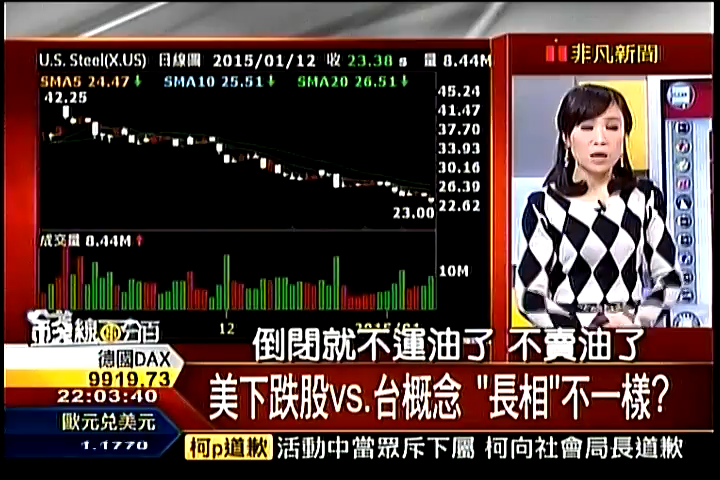 U.S. Steel(X.US) 日線圖 2015/01/12 收 23.38 s 量 8.44M
SMA5 24.47↓ SMA10 25.51↓ SMA20 26.51↓
42.25
45.24
41.47
37.70
33.93
30.16
26.39
22.62
23.00
成交量 8.44M↑
10M
12
2015/01
非凡新聞
錢線百分百
德國DAX
9919.73
22:03:40
歐元兌美元
1.1770
倒閉就不運油了 不賣油了
美下跌股vs.台概念 "長相"不一樣?
柯p道歉 活動中當眾斥下屬 柯向社會局長道歉